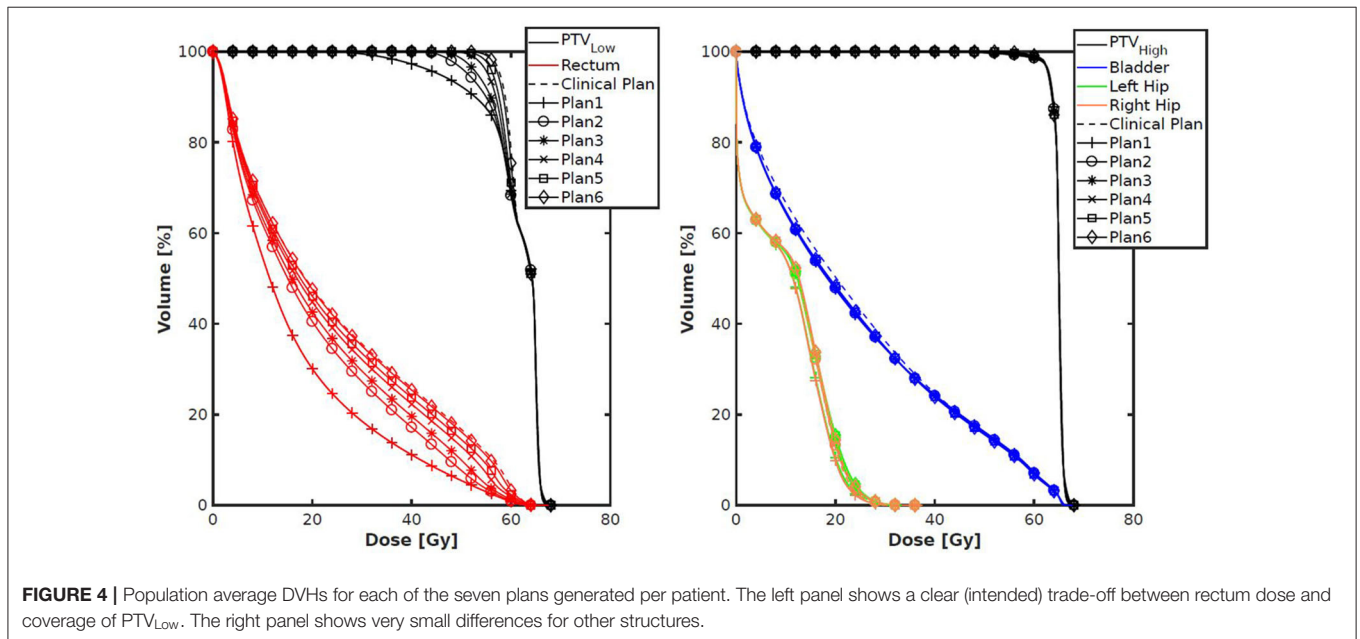 100
80
60
40
20
0
Volume [%]
0 20 40 60 80
Dose [Gy]
PTVLow
Rectum
Clinical Plan
Plan1
Plan2
Plan3
Plan4
Plan5
Plan6
100
80
60
40
20
0
Volume [%]
0 20 40 60 80
Dose [Gy]
PTVHigh
Bladder
Left Hip
Right Hip
Clinical Plan
Plan1
Plan2
Plan3
Plan4
Plan5
Plan6
FIGURE 4 | Population average DVHs for each of the seven plans generated per patient. The left panel shows a clear (intended) trade-off between rectum dose and
coverage of PTVLow. The right panel shows very small differences for other structures.